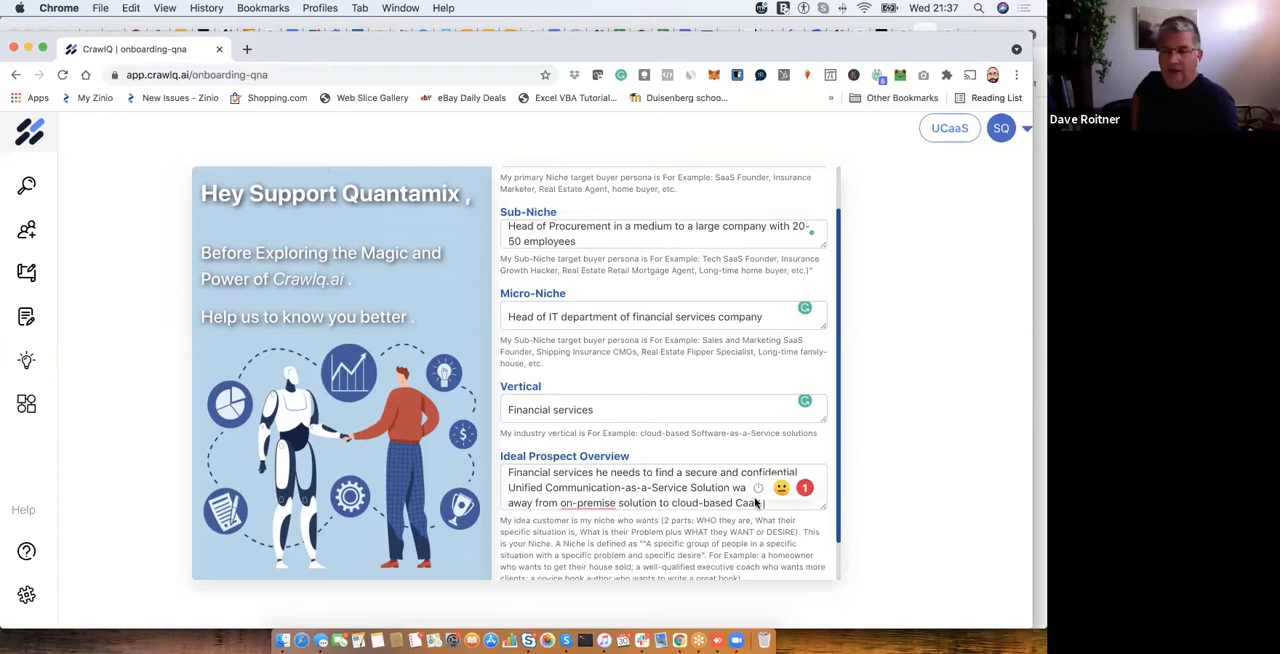 Chrome File Edit View History Bookmarks Profiles Tab Window Help Wed 21:37
CrawlQ | onboarding-qna
app.crawlq.ai/onboarding-qna
Apps My Zinio New Issues - Zinio Shopping.com Web Slice Gallery eBay Daily Deals Excel VBA Tutorial... Duisenberg schoo... » Other Bookmarks Reading List
Dave Roitner
UCaaS SQ
Hey Support Quantamix ,
Before Exploring the Magic and
Power of Crawlq.ai .
Help us to know you better .
My primary Niche target buyer persona is For Example: SaaS Founder, Insurance
Marketer, Real Estate Agent, home buyer, etc.
Sub-Niche
Head of Procurement in a medium to a large company with 20-
50 employees
My Sub-Niche target buyer persona is For Example: Tech SaaS Founder, Insurance
Growth Hacker, Real Estate Retail Mortgage Agent, Long-time home buyer, etc.)"
Micro-Niche
Head of IT department of financial services company
My Sub-Niche target buyer persona is For Example: Sales and Marketing SaaS
Founder, Shipping Insurance CMOs, Real Estate Flipper Specialist, Long-time family-
house, etc.
Vertical
Financial services
My industry vertical is For Example: cloud-based Software-as-a-Service solutions
Ideal Prospect Overview
Financial services he needs to find a secure and confidential
Unified Communication-as-a-Service Solution wa
1
away from on-premise solution to cloud-based Caa
My idea customer is my niche who wants (2 parts: WHO they are, What their
specific situation is, What is their Problem plus WHAT they WANT or DESIRE). This
is your Niche. A Niche is defined as ""A specific group of people in a specific
situation with a specific problem and specific desire". For Example: a homeowner
who wants to get their house sold; a well-qualified executive coach who wants more
clients; a novice book author who wants to write a great book)
Help